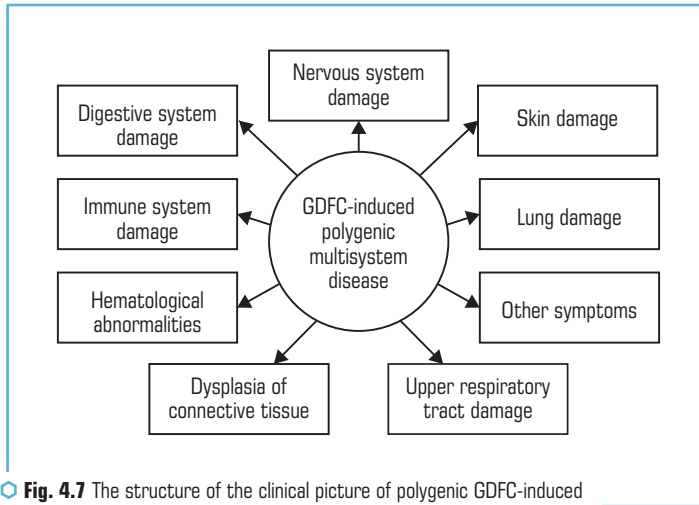 Nervous system
damage
Digestive system
damage
Skin damage
Immune system
damage
GDFC-induced
polygenic
multisystem
disease
Lung damage
Hematological
abnormalities
Other symptoms
Dysplasia of
connective tissue
Upper respiratory
tract damage
Fig. 4.7 The structure of the clinical picture of polygenic GDFC-induced